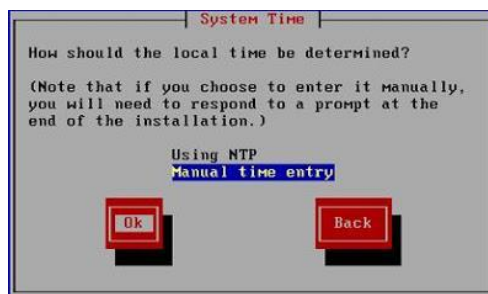 System Time
How should the local time be determined?
(Note that if you choose to enter it manually,
you will need to respond to a prompt at the
end of the installation.)
Using NTP
Manual time entry
Ok
Back